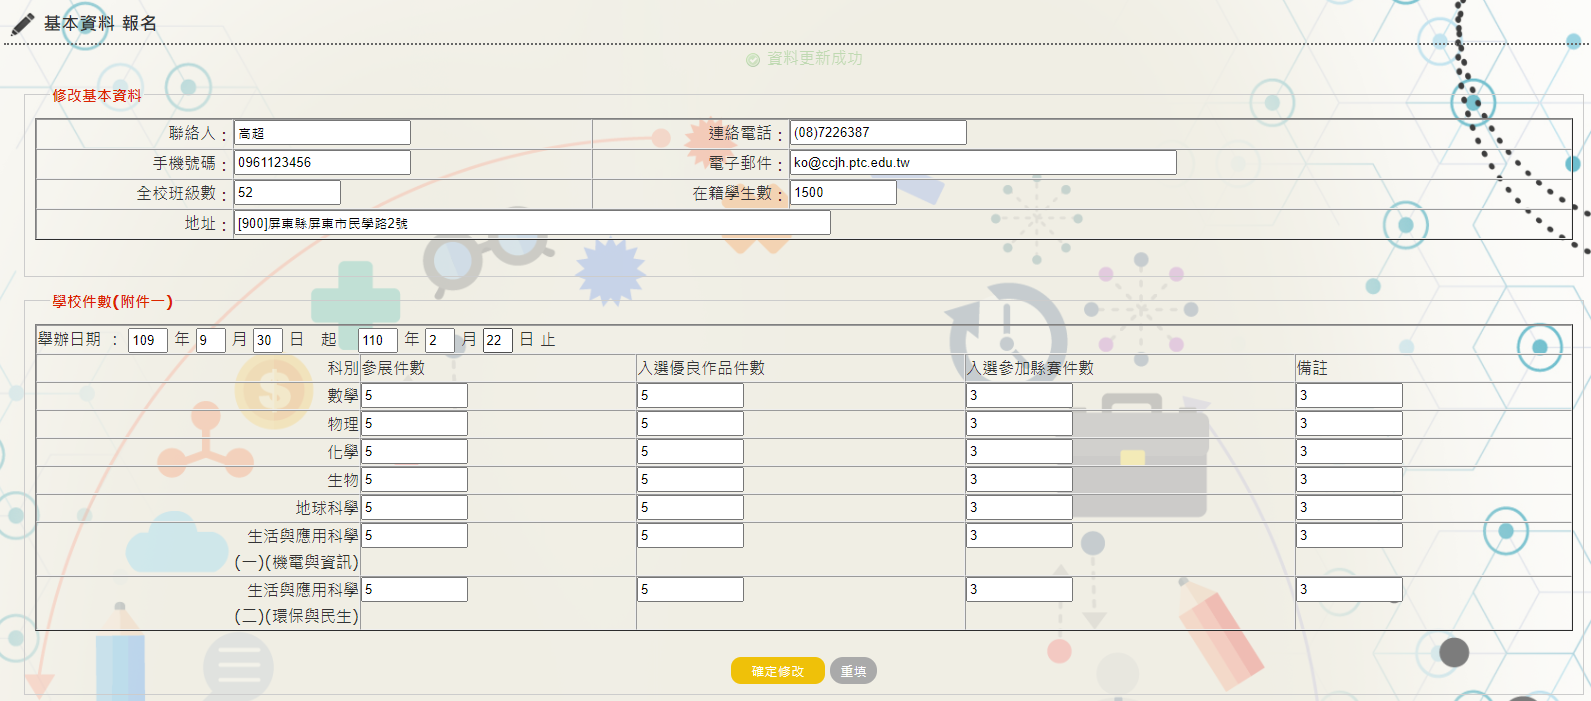 基本資料 報名
資料更新成功
修改基本資料
聯絡人： 高超 連絡電話： (08)7226387
手機號碼： 0961123456 電子郵件： ko@ccjh.ptc.edu.tw
全校班級數： 52 在籍學生數： 1500
地址： [900]屏東縣屏東市民學路2號
學校件數(附件一)
舉辦日期 ： 109 年 9 月 30 日 起 110 年 2 月 22 日 止
科別 參展件數 入選優良作品件數 入選參加縣賽件數 備註
數學 5 5 3 3
物理 5 5 3 3
化學 5 5 3 3
生物 5 5 3 3
地球科學 5 5 3 3
生活與應用科學 5 5 3 3
(一)(機電與資訊)
生活與應用科學 5 5 3 3
(二)(環保與民生)
確定修改 重填